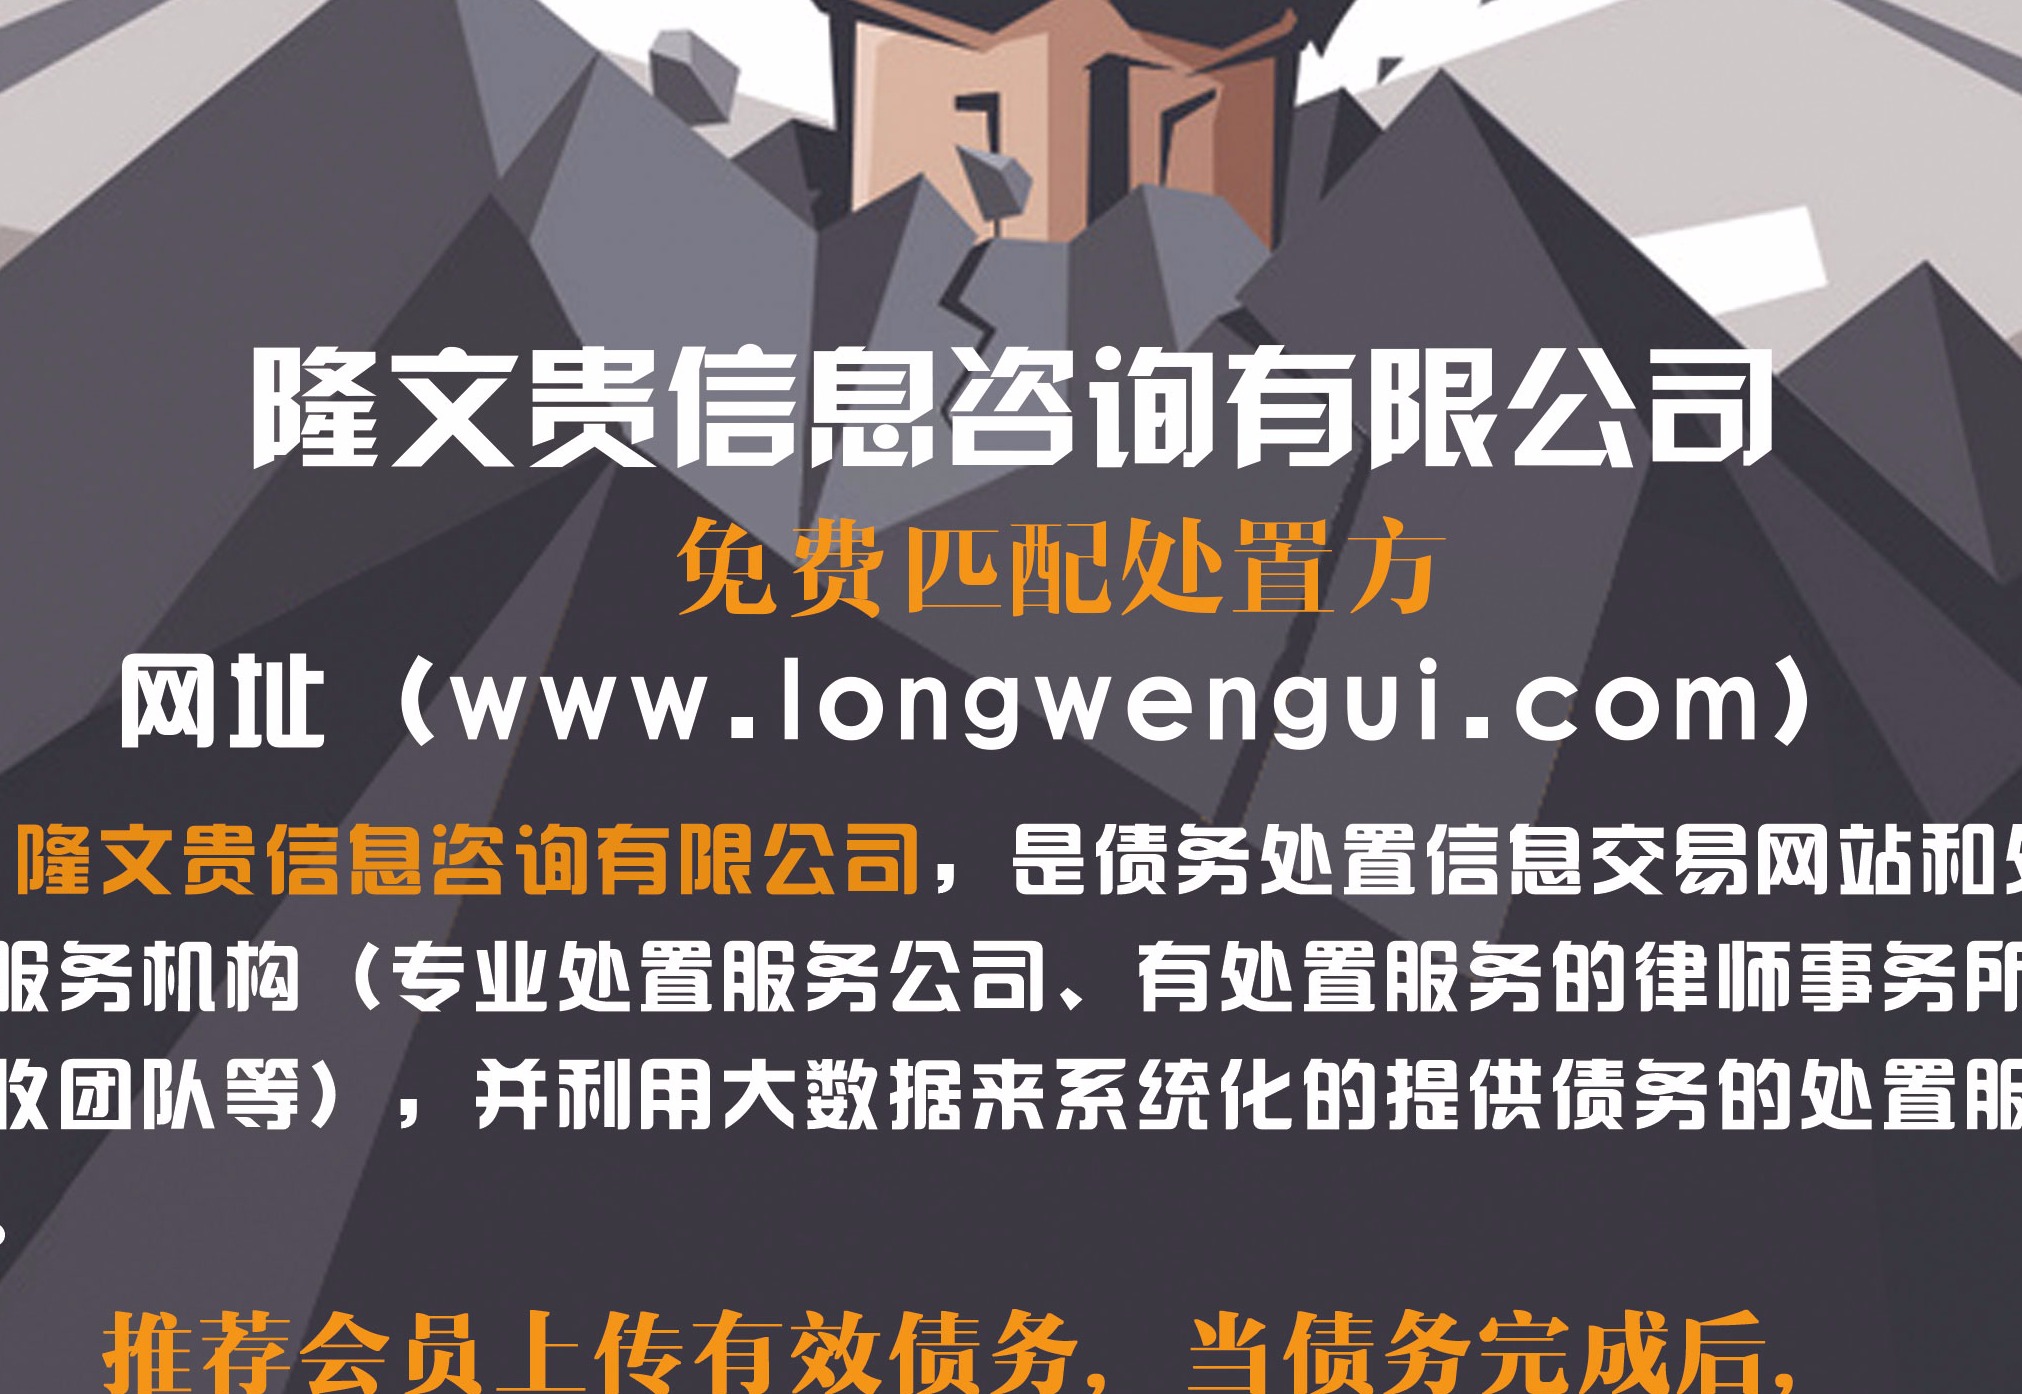 隆文贵信息咨询有限公司
免费匹配处置方
网址（www.longwengui.com）
隆文贵信息咨询有限公司，是债务处置信息交易网站和处
服务机构（专业处置服务公司、有处置服务的律师事务所
收团队等），并利用大数据来系统化的提供债务的处置服
。
推荐会员上传有效债务，当债务完成后，